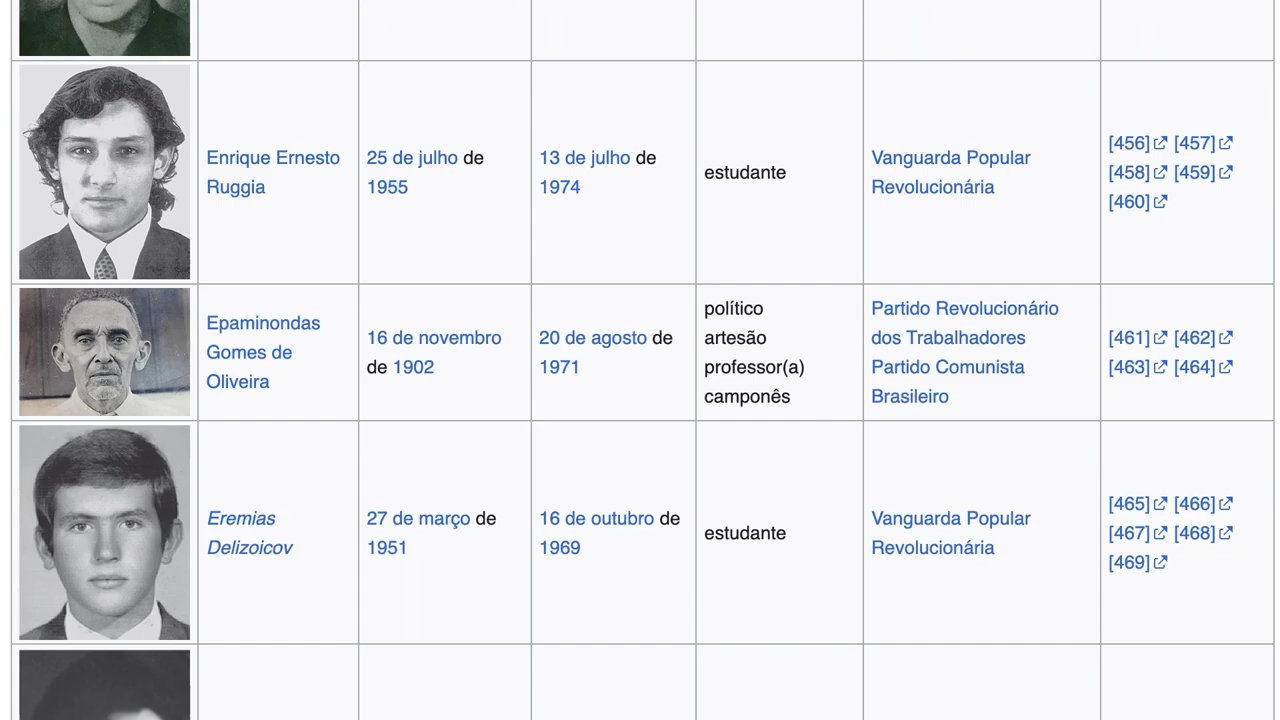 Enrique Ernesto
Ruggia
25 de julho de
1955
13 de julho de
1974
estudante
Vanguarda Popular
Revolucionária
[456] [457]
[458] [459]
[460]
Epaminondas
Gomes de
Oliveira
16 de novembro
de 1902
20 de agosto de
1971
político
artesão
professor(a)
camponês
Partido Revolucionário
dos Trabalhadores
Partido Comunista
Brasileiro
[461] [462]
[463] [464]
Eremias
Delizoicov
27 de março de
1951
16 de outubro de
1969
estudante
Vanguarda Popular
Revolucionária
[465] [466]
[467] [468]
[469]